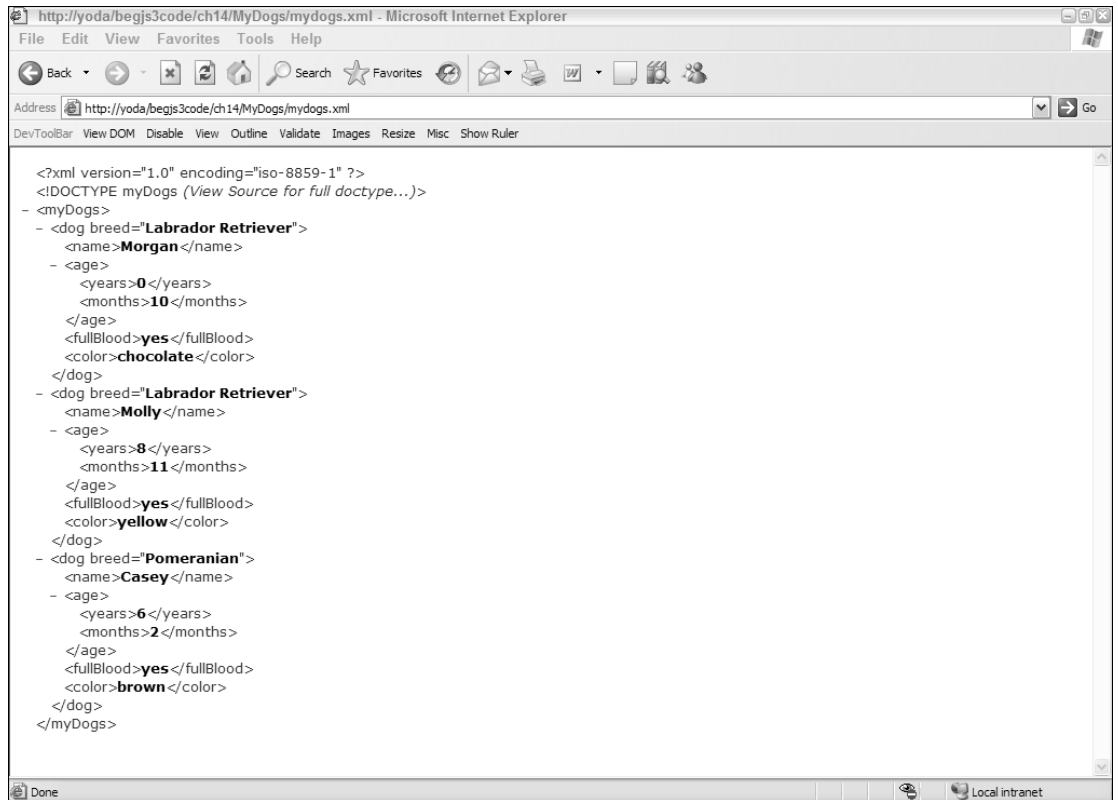 http://yoda/begjs3code/ch14/MyDogs/mydogs.xml - Microsoft Internet Explorer
File Edit View Favorites Tools Help
Back Search Favorites W
Address http://yoda/begjs3code/ch14/MyDogs/mydogs.xml Go
DevToolBar View DOM Disable View Outline Validate Images Resize Misc Show Ruler
<?xml version="1.0" encoding="iso-8859-1" ?>
<!DOCTYPE myDogs (View Source for full doctype...)>
– <myDogs>
– <dog breed="Labrador Retriever">
<name>Morgan</name>
– <age>
<years>0</years>
<months>10</months>
</age>
<fullBlood>yes</fullBlood>
<color>chocolate</color>
</dog>
– <dog breed="Labrador Retriever">
<name>Molly</name>
– <age>
<years>8</years>
<months>11</months>
</age>
<fullBlood>yes</fullBlood>
<color>yellow</color>
</dog>
– <dog breed="Pomeranian">
<name>Casey</name>
– <age>
<years>6</years>
<months>2</months>
</age>
<fullBlood>yes</fullBlood>
<color>brown</color>
</dog>
</myDogs>
Done Local intranet